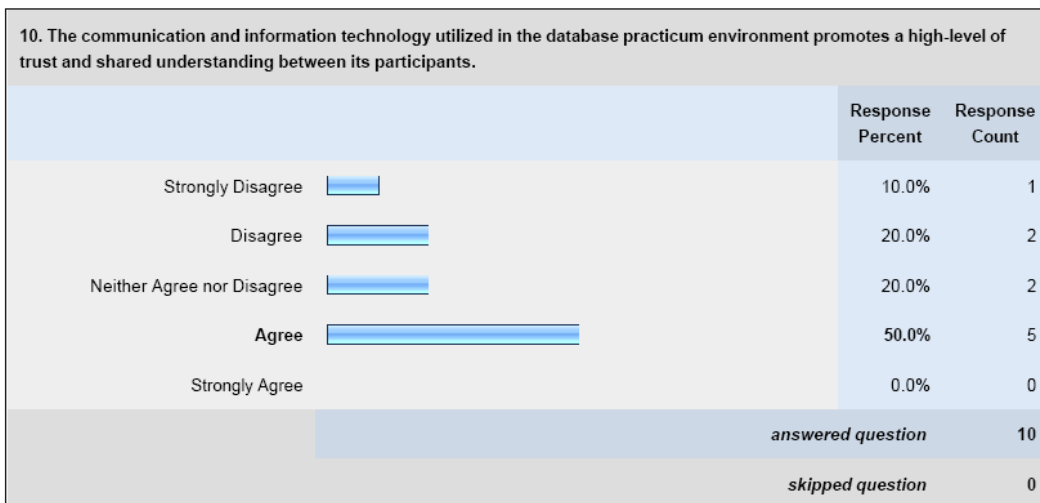 10. The communication and information technology utilized in the database practicum environment promotes a high-level of
trust and shared understanding between its participants.
Response Percent Response Count
Strongly Disagree 10.0% 1
Disagree 20.0% 2
Neither Agree nor Disagree 20.0% 2
Agree 50.0% 5
Strongly Agree 0.0% 0
answered question 10
skipped question 0